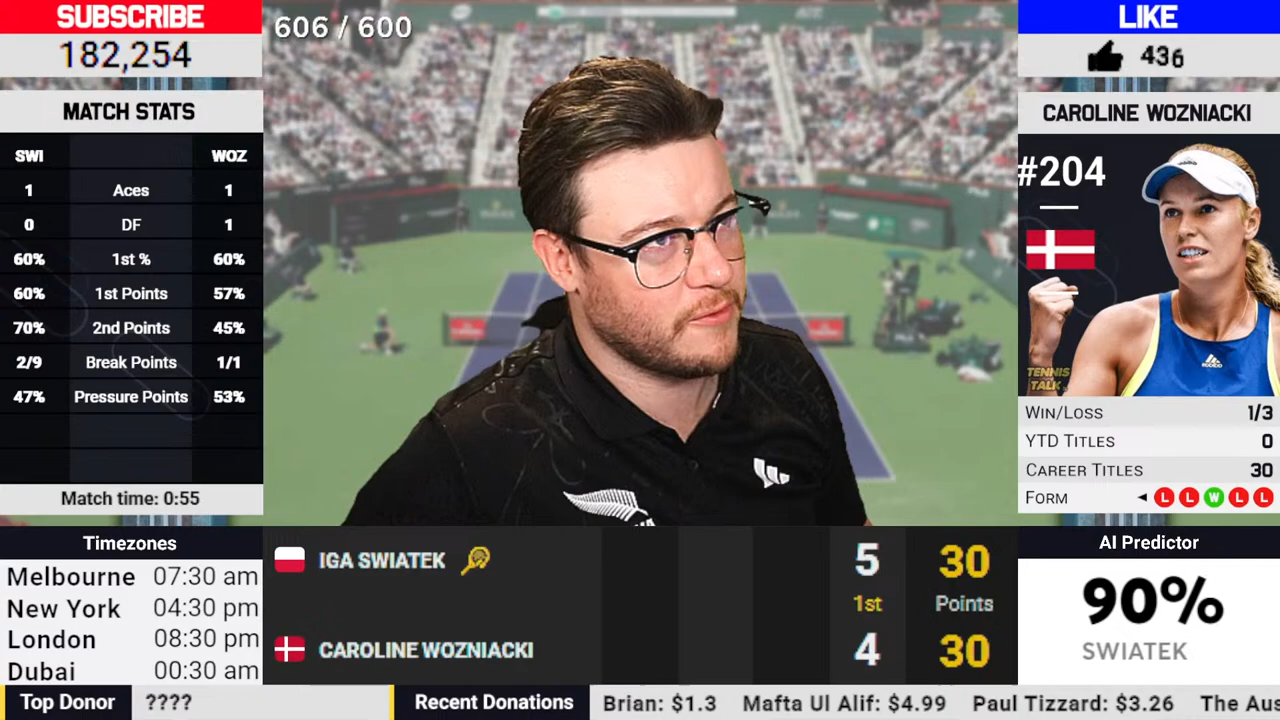 SUBSCRIBE
182,254
606 / 600
LIKE
436
MATCH STATS
SWI WOZ
1 Aces 1
0 DF 1
60% 1st % 60%
60% 1st Points 57%
70% 2nd Points 45%
2/9 Break Points 1/1
47% Pressure Points 53%
Match time: 0:55
CAROLINE WOZNIACKI
#204
TENNIS
TALK
WIN/LOSS 1/3
YTD TITLES 0
CAREER TITLES 30
FORM L L W L L
Timezones
Melbourne 07:30 am
New York 04:30 pm
London 08:30 pm
Dubai 00:30 am
IGA SWIATEK 5 30
1st Points
CAROLINE WOZNIACKI 4 30
AI Predictor
90%
SWIATEK
Top Donor ???? Recent Donations Brian: $1.3 Mafta Ul Alif: $4.99 Paul Tizzard: $3.26 The Aus